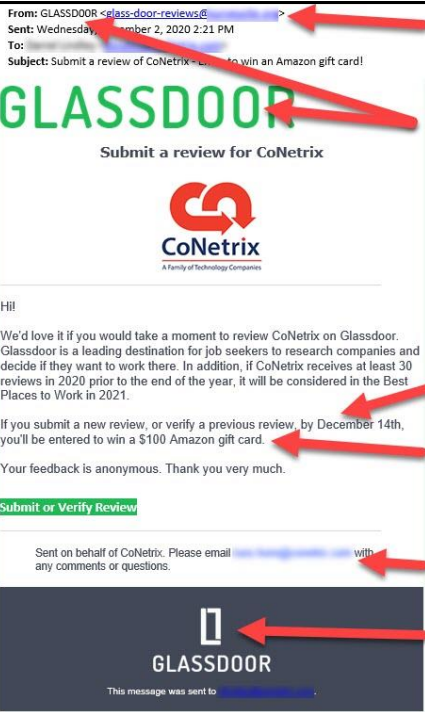 From: GLASSD0OR <glass-door-reviews@
Sent: Wednesday, 2, 2020 2:21 PM
To:
Subject: Submit a review of CoNetrix - to win an Amazon gift card!
GLASSDOOR
Submit a review for CoNetrix
CoNetrix
A Family of Technology Companies
Hi!
We'd love it if you would take a moment to review CoNetrix on Glassdoor.
Glassdoor is a leading destination for job seekers to research companies and
decide if they want to work there. In addition, if CoNetrix receives at least 30
reviews in 2020 prior to the end of the year, it will be considered in the Best
Places to Work in 2021.
If you submit a new review, or verify a previous review, by December 14th,
you'll be entered to win a $100 Amazon gift card.
Your feedback is anonymous. Thank you very much.
Submit or Verify Review
Sent on behalf of CoNetrix. Please email with
any comments or questions.
GLASSDOOR
This message was sent to .